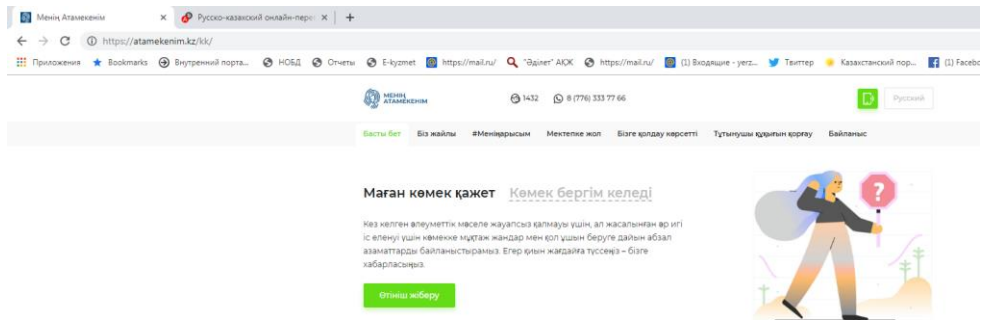 Менің Атамекенім
Русско-казахский онлайн-пере
https://atamekenim.kz/kk/
Приложения Bookmarks Внутренний порта... НОБД Отчеты E-kyzmet https://mail.ru/ "Әділет" АҚЖ https://mail.ru/ (1) Входящие - yerz... Твиттер Казахстанский пор... (1) Facebo
МЕНІҢ АТАМЕКЕНІМ 1432 8 (776) 333 77 66 Русский
Басты бет Біз жайлы #Меніңарысым Мектепке жол Бізге қолдау көрсетті Тұтынушы құқығын қорғау Байланыс
Маған көмек қажет Көмек бергім келеді
Кез келген әлеуметтік мәселе жауапсыз қалмауы үшін, ал жасалынған әр игі
іс еленуі үшін көмекке мұқтаж жандар мен қол ұшын беруге дайын абзал
азаматтарды байланыстырамыз. Егер қиын жағдайға түссеңіз – бізге
хабарласыңыз.
Өтініш жіберу
?